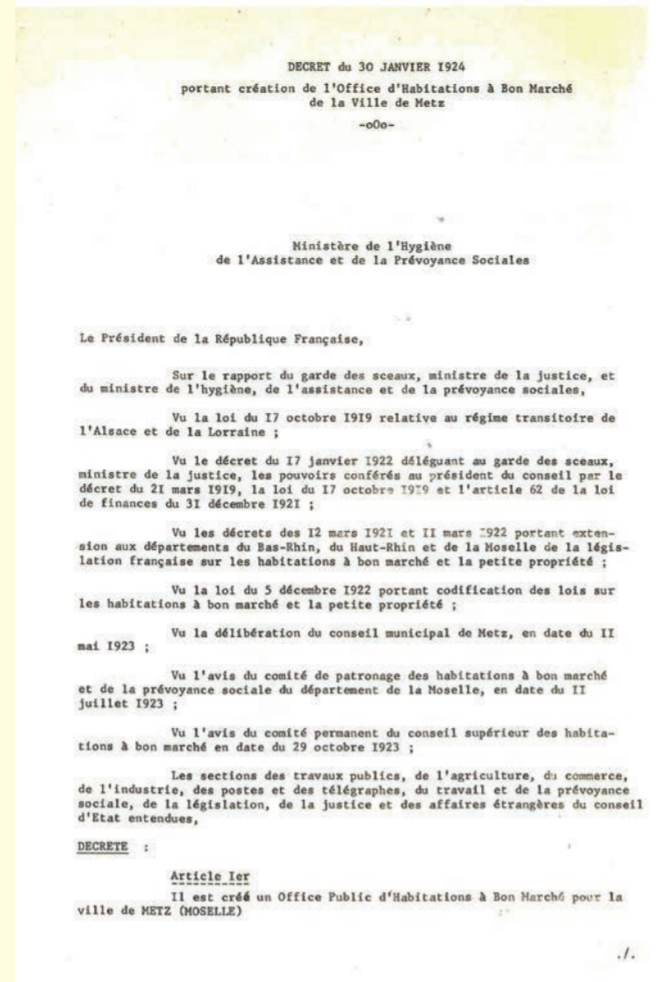 DECRET du 30 JANVIER I924
portant création de l'Office d'Habitations à Bon Marché
de la Ville de Metz
-oOo-
Ministère de l'Hygiène
de l'Assistance et de la Prévoyance Sociales
Le Président de la République Française,
Sur le rapport du garde des sceaux, ministre de la justice, et
du ministre de l'hygiène, de l'assistance et de la prévoyance sociales,
Vu la loi du I7 octobre I9I9 relative au régime transitoire de
l'Alsace et de la Lorraine ;
Vu le décret du I7 janvier I922 déléguant au garde des sceaux,
ministre de la justice, les pouvoirs conférés au président du conseil par le
décret du 2I mars I9I9, la loi du I7 octobre I9I9 et l'article 62 de la loi
de finances du 3I décembre I92I ;
Vu les décrets des I2 mars I92I et II mars I922 portant exten-
sion aux départements du Bas-Rhin, du Haut-Rhin et de la Moselle de la légis-
lation française sur les habitations à bon marché et la petite propriété ;
Vu la loi du 5 décembre I922 portant codification des lois sur
les habitations à bon marché et la petite propriété ;
Vu la délibération du conseil municipal de Metz, en date du II
mai I923 ;
Vu l'avis du comité de patronage des habitations à bon marché
et de la prévoyance sociale du département de la Moselle, en date du II
juillet I923 ;
Vu l'avis du comité permanent du conseil supérieur des habita-
tions à bon marché en date du 29 octobre I923 ;
Les sections des travaux publics, de l'agriculture, du commerce,
de l'industrie, des postes et des télégraphes, du travail et de la prévoyance
sociale, de la législation, de la justice et des affaires étrangères du conseil
d'Etat entendues,
DECRETE :
Article Ier
Il est créé un Office Public d'Habitations à Bon Marché pour la
ville de METZ (MOSELLE)
./.